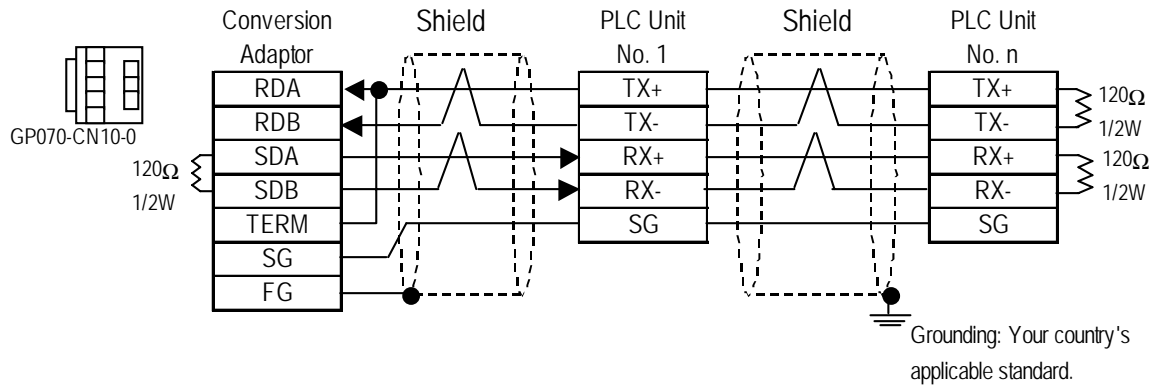 Conversion
Adaptor
Shield
PLC Unit
No. 1
Shield
PLC Unit
No. n
GP070-CN10-0
RDA
RDB
SDA
SDB
TERM
SG
FG
120Ω
1/2W
TX+
TX-
RX+
RX-
SG
TX+
TX-
RX+
RX-
SG
120Ω
1/2W
120Ω
1/2W
Grounding: Your country's
applicable standard.